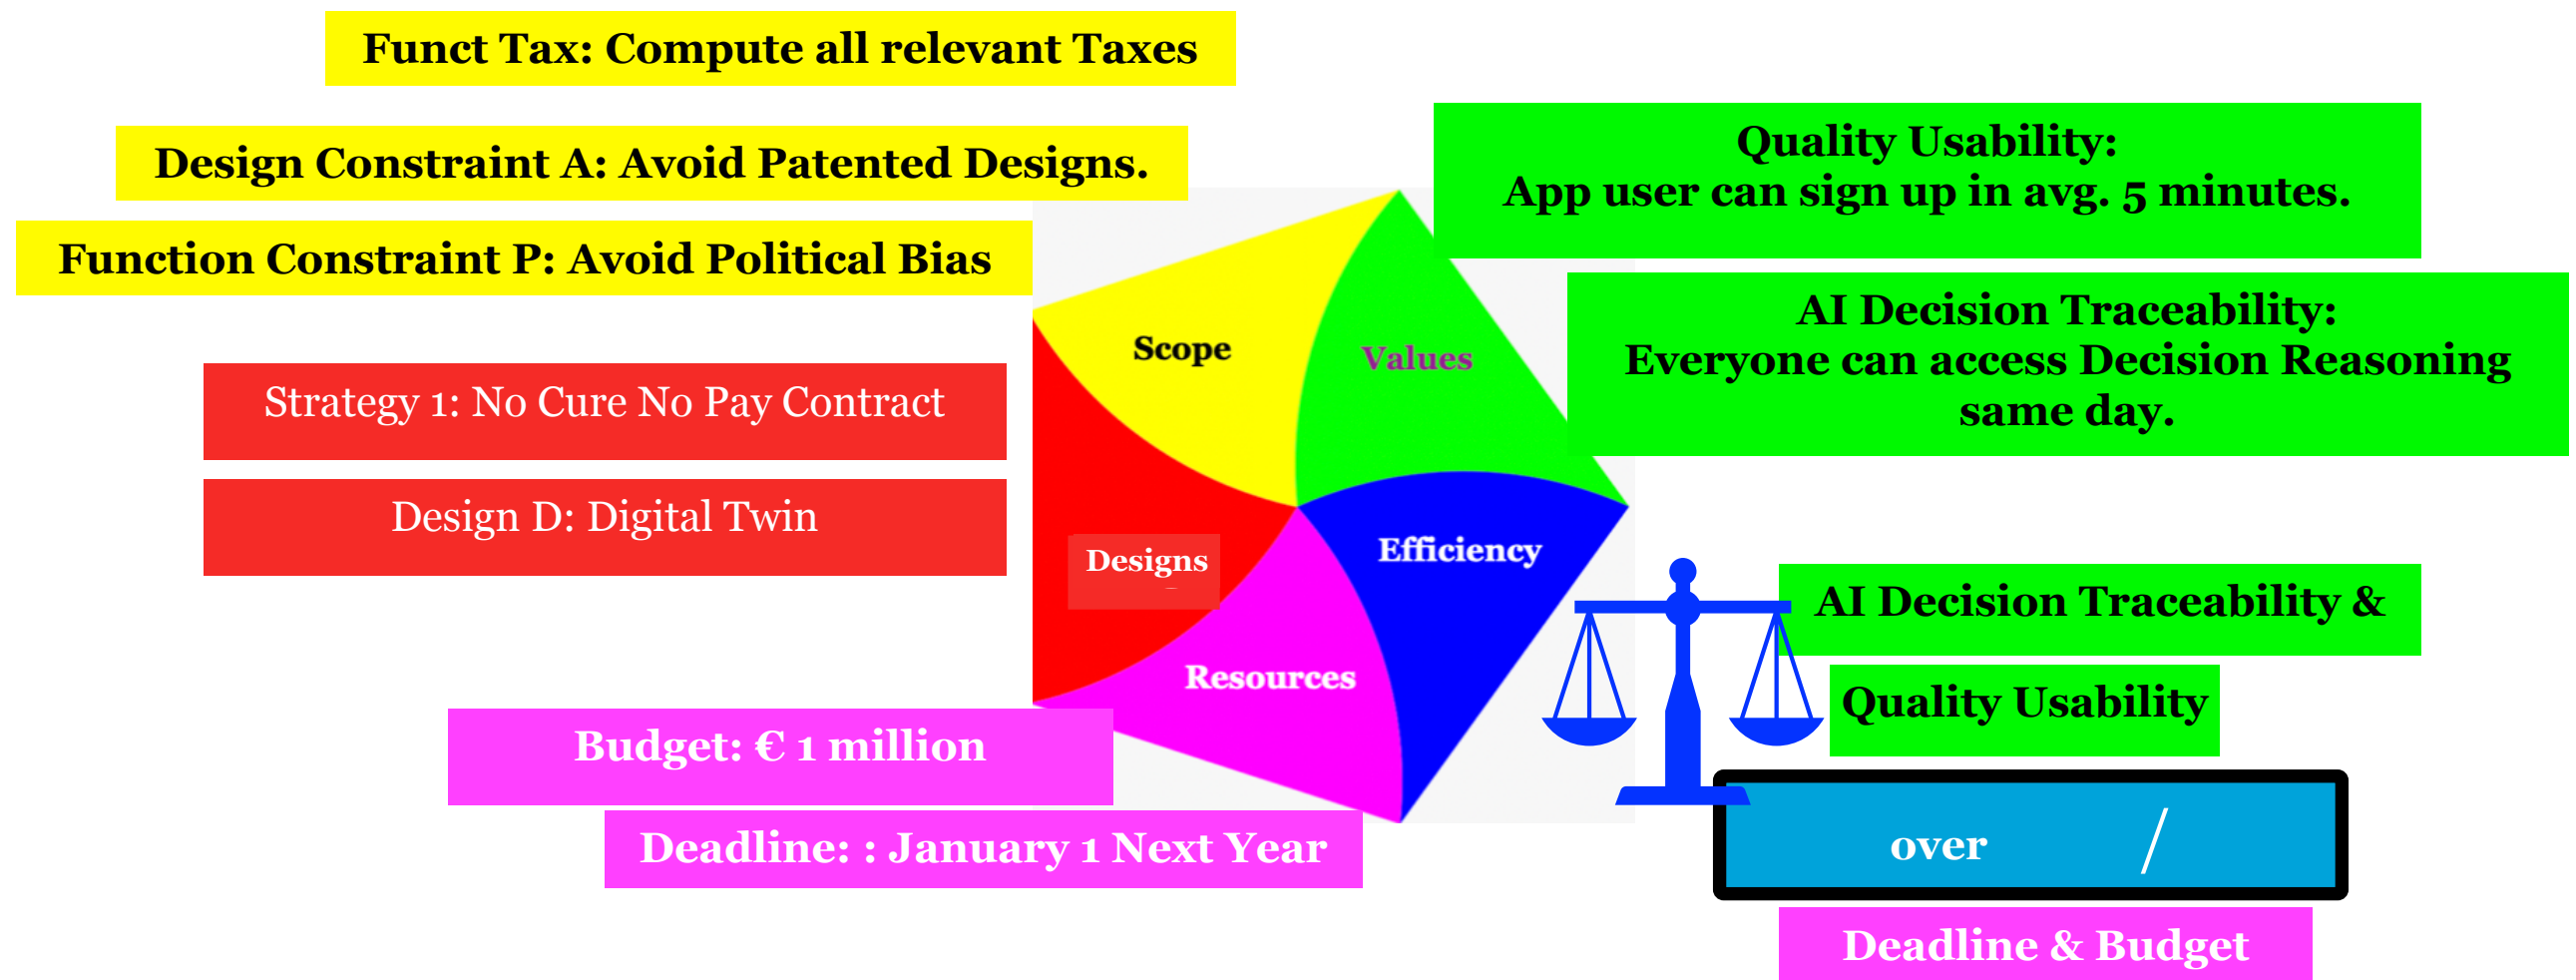 Funct Tax: Compute all relevant Taxes
Design Constraint A: Avoid Patented Designs.
Function Constraint P: Avoid Political Bias
Strategy 1: No Cure No Pay Contract
Design D: Digital Twin
Scope
Values
Designs
Efficiency
Resources
Quality Usability:
App user can sign up in avg. 5 minutes.
AI Decision Traceability:
Everyone can access Decision Reasoning
same day.
Budget: € 1 million
Deadline: : January 1 Next Year
AI Decision Traceability &
Quality Usability
over /
Deadline & Budget